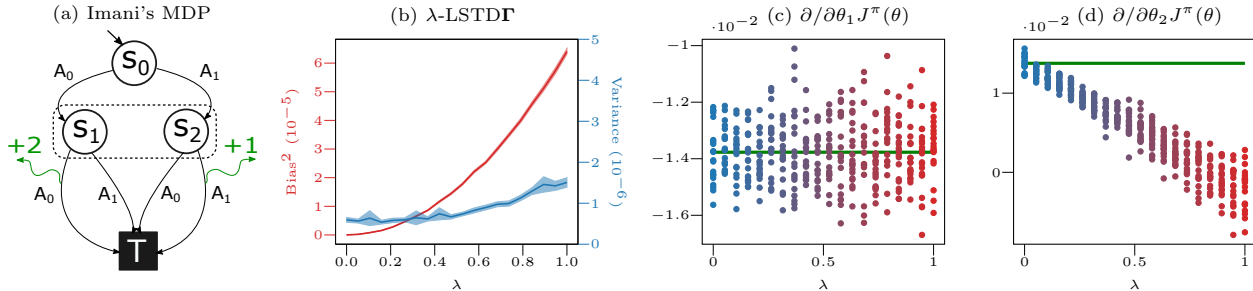 (a) Imani's MDP
S₀
A₀
A₁
S₁
S₂
+2
+1
A₀
A₁
A₀
A₁
T
(b) λ-LSTDΓ
Bias² (10⁻⁵)
6
5
4
3
2
1
0
0.0 0.2 0.4 0.6 0.8 1.0
λ
5
4
3
2
1
0
Variance (10⁻⁶)
(c) ∂/∂θ₁J^π(θ)
·10⁻²
−1
−1.2
−1.4
−1.6
0 0.5 1
λ
(d) ∂/∂θ₂J^π(θ)
·10⁻²
1
0
0 0.5 1
λ